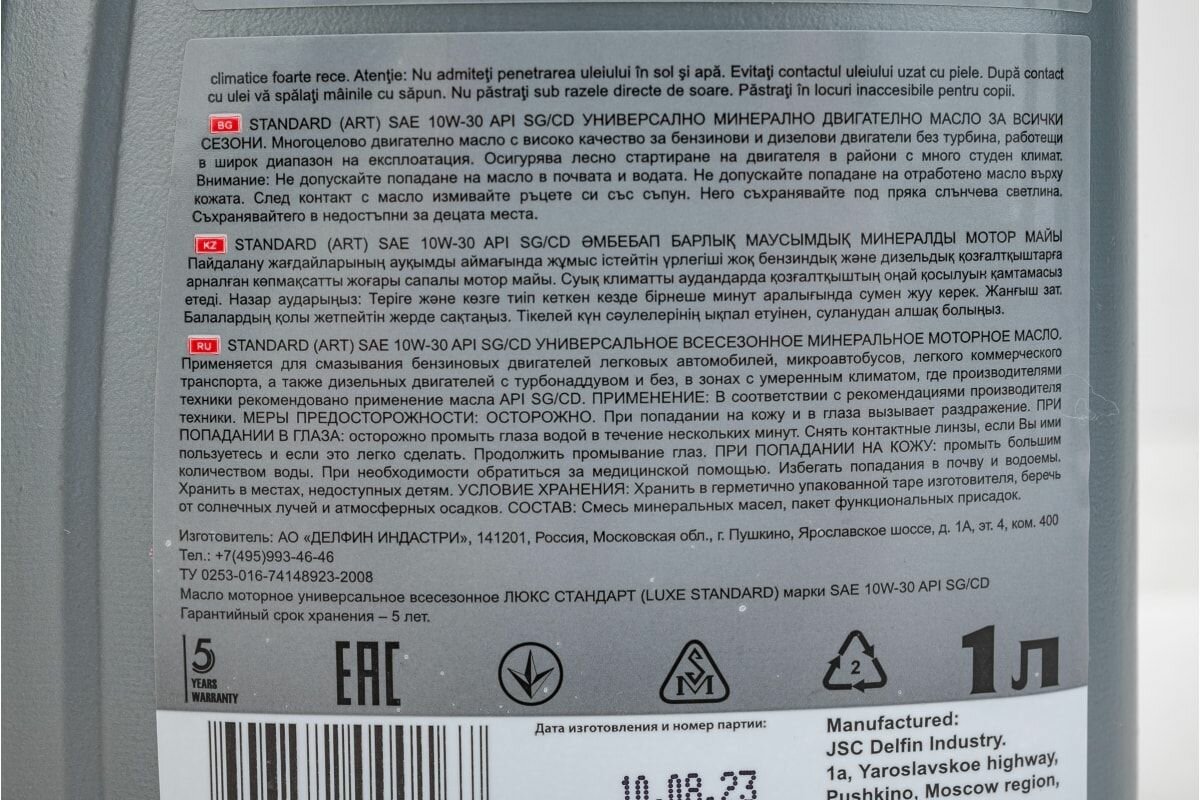 climatice foarte rece. Atenţie: Nu admiteţi penetrarea uleiului în sol şi apă. Evitaţi contactul uleiului uzat cu piele. După contact
cu ulei vă spălaţi mâinile cu săpun. Nu păstraţi sub razele directe de soare. Păstraţi în locuri inaccesibile pentru copii.
BG STANDARD (ART) SAE 10W-30 API SG/CD УНИВЕРСАЛНО МИНЕРАЛНО ДВИГАТЕЛНО МАСЛО ЗА ВСИЧКИ
СЕЗОНИ. Многоцелово двигателно масло с високо качество за бензинови и дизелови двигатели без турбина, работещи
в широк диапазон на експлоатация. Осигурява лесно стартиране на двигателя в райони с много студен климат.
Внимание: Не допускайте попадане на масло в почвата и водата. Не допускайте попадане на отработено масло върху
кожата. След контакт с масло измивайте ръцете си със сапун. Него съхранявайте под пряка слънчева светлина.
Съхранявайтего в недостъпни за децата места.
KZ STANDARD (ART) SAE 10W-30 API SG/CD ӘМБЕБАП БАРЛЫҚ МАУСЫМДЫҚ МИНЕРАЛДЫ МОТОР МАЙЫ
Пайдалану жағдайларының ауқымды аймағында жұмыс істейтін үрлегіші жоқ бензиндық және дизельдық қозғалтқыштарға
арналған көпмақсатты жоғары сапалы мотор майы. Суық климатты аудандарда қозғалтқыштың оңай қосылуын қамтамасыз
етеді. Назар аударыңыз: Теріге және көзге тиіп кеткен кезде бірнеше минут аралығында сумен жуу керек. Жанғыш зат.
Балалардың қолы жетпейтін жерде сақтаңыз. Тікелей күн сәулелерінің ықпал етуінен, суланудан алшақ болыңыз.
RU STANDARD (ART) SAE 10W-30 API SG/CD УНИВЕРСАЛЬНОЕ ВСЕСЕЗОННОЕ МИНЕРАЛЬНОЕ МОТОРНОЕ МАСЛО.
Применяется для смазывания бензиновых двигателей легковых автомобилей, микроавтобусов, легкого коммерческого
транспорта, а также дизельных двигателей с турбонаддувом и без, в зонах с умеренным климатом, где производителями
техники рекомендовано применение масла API SG/CD. ПРИМЕНЕНИЕ: В соответствии с рекомендациями производителя
техники. МЕРЫ ПРЕДОСТОРОЖНОСТИ: ОСТОРОЖНО. При попадании на кожу и в глаза вызывает раздражение. ПРИ
ПОПАДАНИИ В ГЛАЗА: осторожно промыть глаза водой в течение нескольких минут. Снять контактные линзы, если Вы ими
пользуетесь и если это легко сделать. Продолжить промывание глаз. ПРИ ПОПАДАНИИ НА КОЖУ: промыть большим
количеством воды. При необходимости обратиться за медицинской помощью. Избегать попадания в почву и водоемы.
Хранить в местах, недоступных детям. УСЛОВИЕ ХРАНЕНИЯ: Хранить в герметично упакованной таре изготовителя, беречь
от солнечных лучей и атмосферных осадков. СОСТАВ: Смесь минеральных масел, пакет функциональных присадок.
Изготовитель: АО «ДЕЛФИН ИНДАСТРИ», 141201, Россия, Московская обл., г. Пушкино, Ярославское шоссе, д. 1А, эт. 4, ком. 400
Тел.: +7(495)993-46-46
ТУ 0253-016-74148923-2008
Масло моторное универсальное всесезонное ЛЮКС СТАНДАРТ (LUXE STANDARD) марки SAE 10W-30 API SG/CD
Гарантийный срок хранения – 5 лет.
5 YEARS WARRANTY
EAC
SM
2
1 Л
Дата изготовления и номер партии:
10.08.23
Manufactured:
JSC Delfin Industry.
1a, Yaroslavskoe highway,
Pushkino, Moscow region,